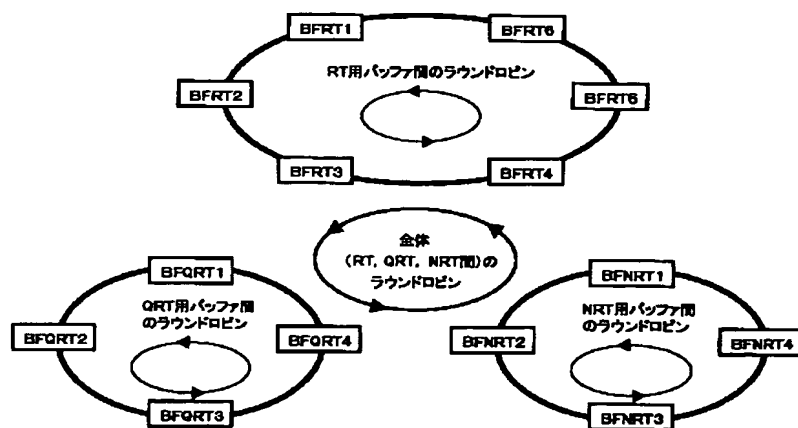 BFRT1
BFRT6
RT用バッファ間のラウンドロビン
BFRT2
BFRT6
BFRT3
BFRT4
全体
(RT, QRT, NRT間)の
ラウンドロビン
BFQRT1
QRT用バッファ間
のラウンドロビン
BFQRT2
BFQRT4
BFQRT3
BFNRT1
NRT用バッファ間
のラウンドロビン
BFNRT2
BFNRT4
BFNRT3